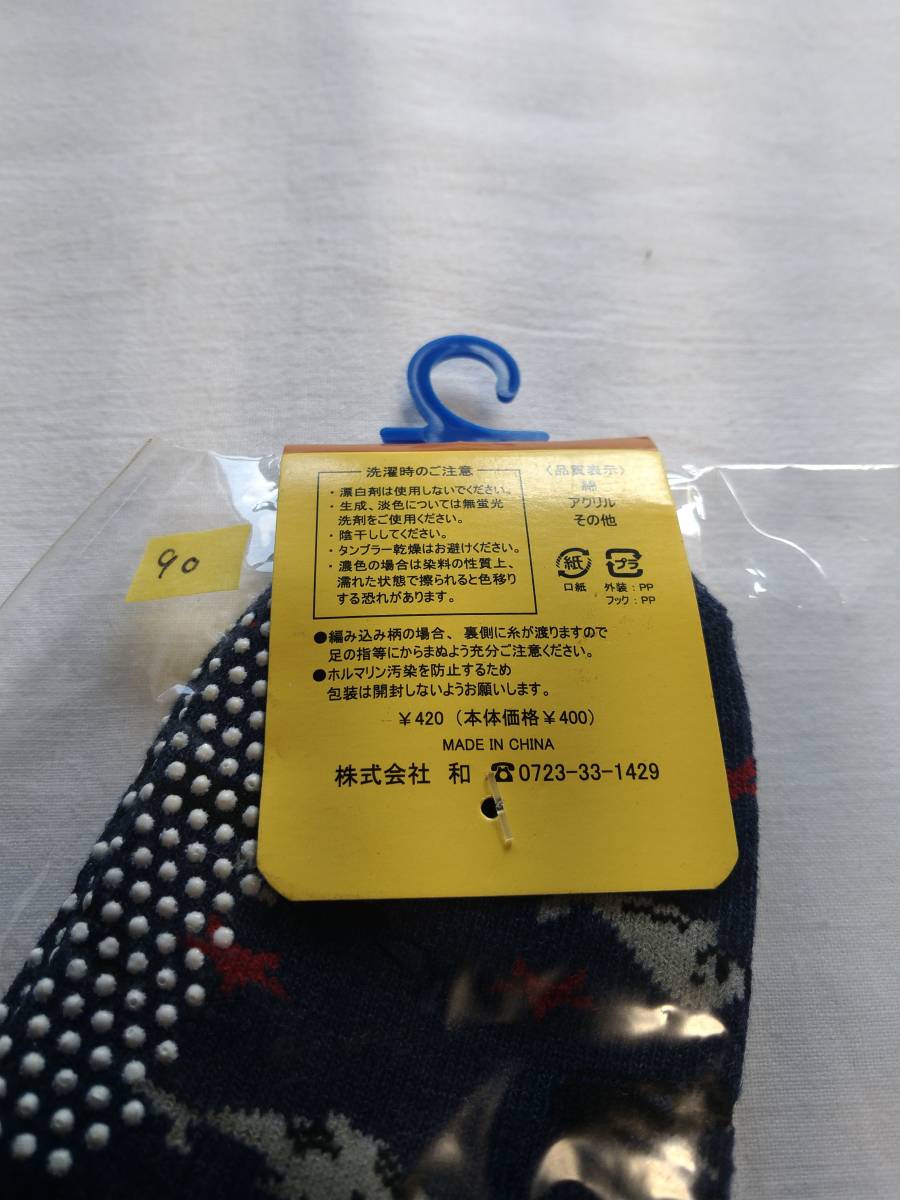 洗濯時のご注意
・漂白剤は使用しないでください。
・生成、淡色については無蛍光
洗剤をご使用ください。
・陰干ししてください。
・タンブラー乾燥はお避けください。
・濃色の場合は染料の性質上、
濡れた状態で擦られると色移り
する恐れがあります。
〈品質表示〉
綿
アクリル
その他
紙
口紙
プラ
外装：PP
フック：PP
90
●編み込み柄の場合、裏側に糸が渡りますので
足の指等にからまぬよう充分ご注意ください。
●ホルマリン汚染を防止するため
包装は開封しないようお願いします。
￥420（本体価格￥400）
MADE IN CHINA
株式会社 和 ☎0723-33-1429